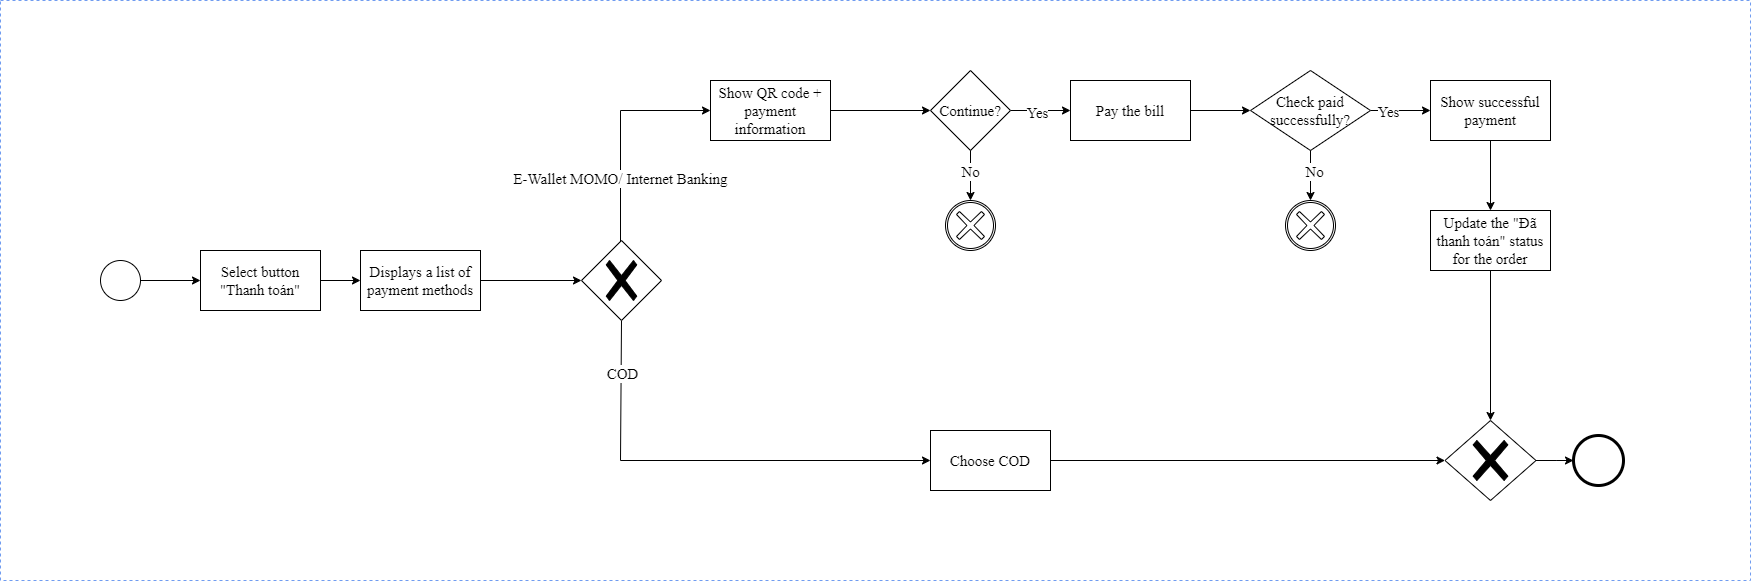 Show QR code +
payment
information
Continue?
Yes
Pay the bill
Check paid
successfully?
Yes
Show successful
payment
No
No
E-Wallet MOMO/ Internet Banking
Update the "Đã
thanh toán" status
for the order
Select button
"Thanh toán"
Displays a list of
payment methods
COD
Choose COD